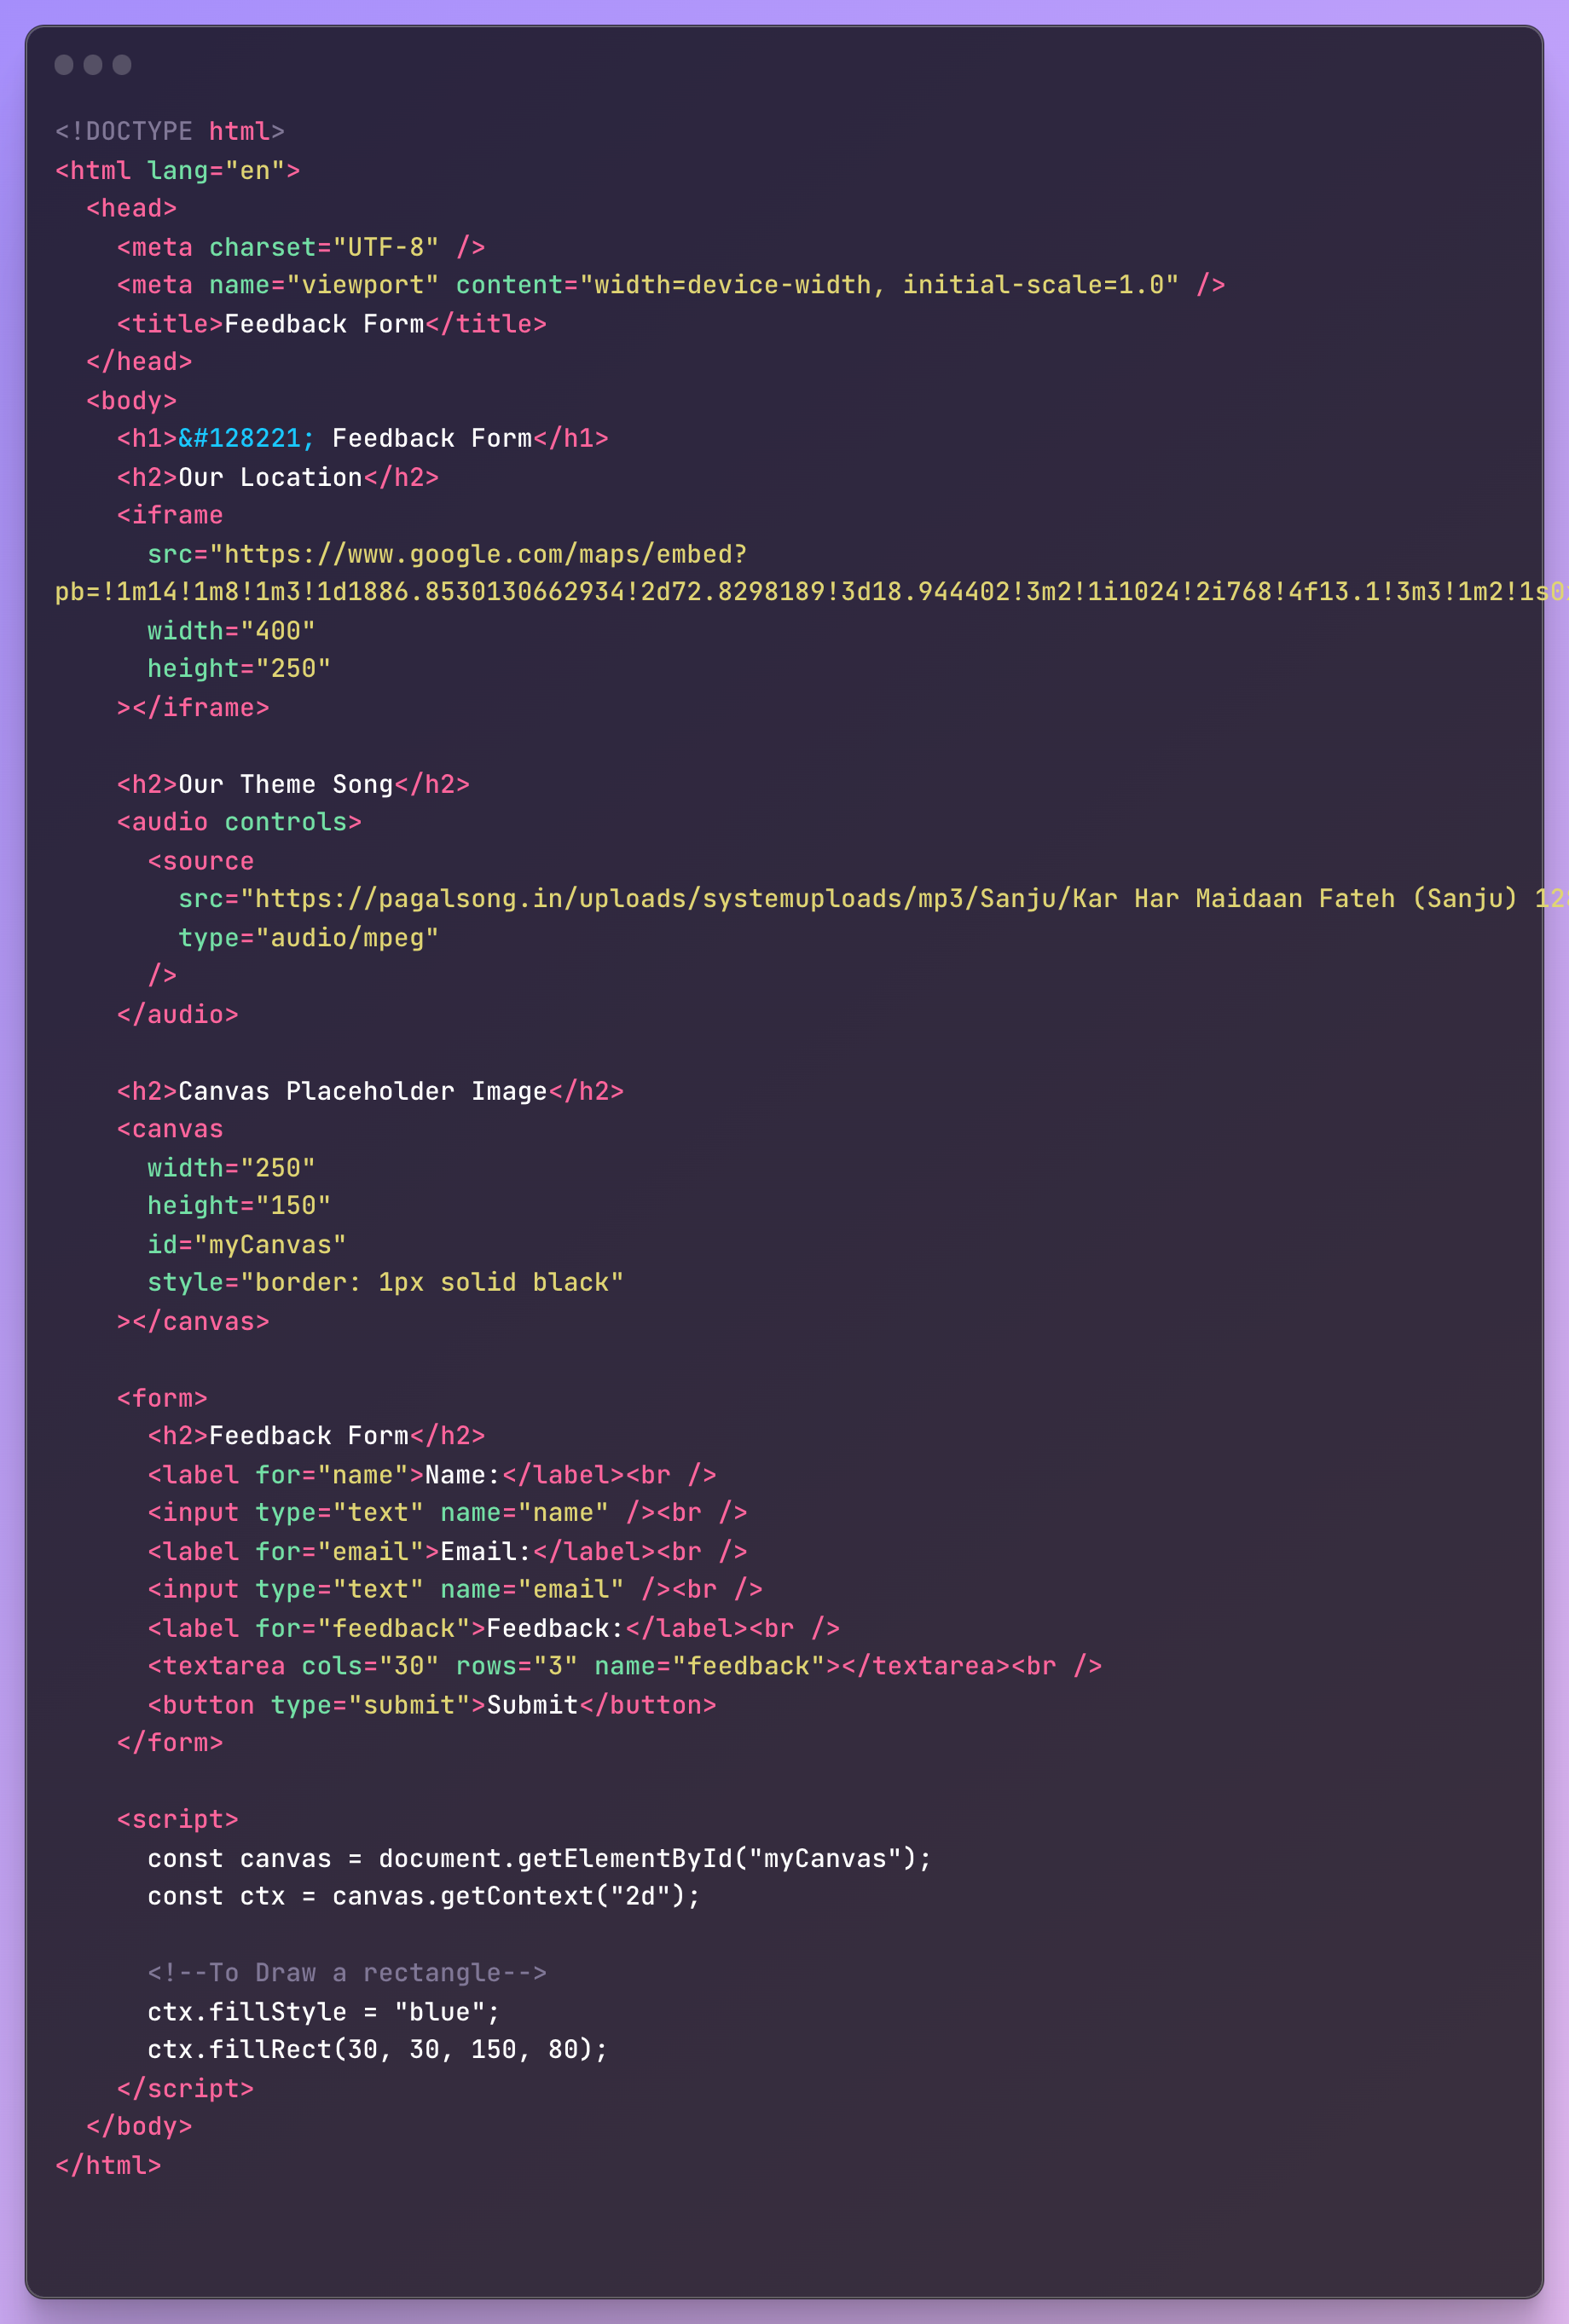 <!DOCTYPE html>
<html lang="en">
  <head>
    <meta charset="UTF-8" />
    <meta name="viewport" content="width=device-width, initial-scale=1.0" />
    <title>Feedback Form</title>
  </head>
  <body>
    <h1>&#128221; Feedback Form</h1>
    <h2>Our Location</h2>
    <iframe
      src="https://www.google.com/maps/embed?
pb=!1m14!1m8!1m3!1d1886.8530130662934!2d72.8298189!3d18.944402!3m2!1i1024!2i768!4f13.1!3m3!1m2!1s0
      width="400"
      height="250"
    ></iframe>

    <h2>Our Theme Song</h2>
    <audio controls>
      <source
        src="https://pagalsong.in/uploads/systemuploads/mp3/Sanju/Kar Har Maidaan Fateh (Sanju) 12
        type="audio/mpeg"
      />
    </audio>

    <h2>Canvas Placeholder Image</h2>
    <canvas
      width="250"
      height="150"
      id="myCanvas"
      style="border: 1px solid black"
    ></canvas>

    <form>
      <h2>Feedback Form</h2>
      <label for="name">Name:</label><br />
      <input type="text" name="name" /><br />
      <label for="email">Email:</label><br />
      <input type="text" name="email" /><br />
      <label for="feedback">Feedback:</label><br />
      <textarea cols="30" rows="3" name="feedback"></textarea><br />
      <button type="submit">Submit</button>
    </form>

    <script>
      const canvas = document.getElementById("myCanvas");
      const ctx = canvas.getContext("2d");

      <!--To Draw a rectangle-->
      ctx.fillStyle = "blue";
      ctx.fillRect(30, 30, 150, 80);
    </script>
  </body>
</html>